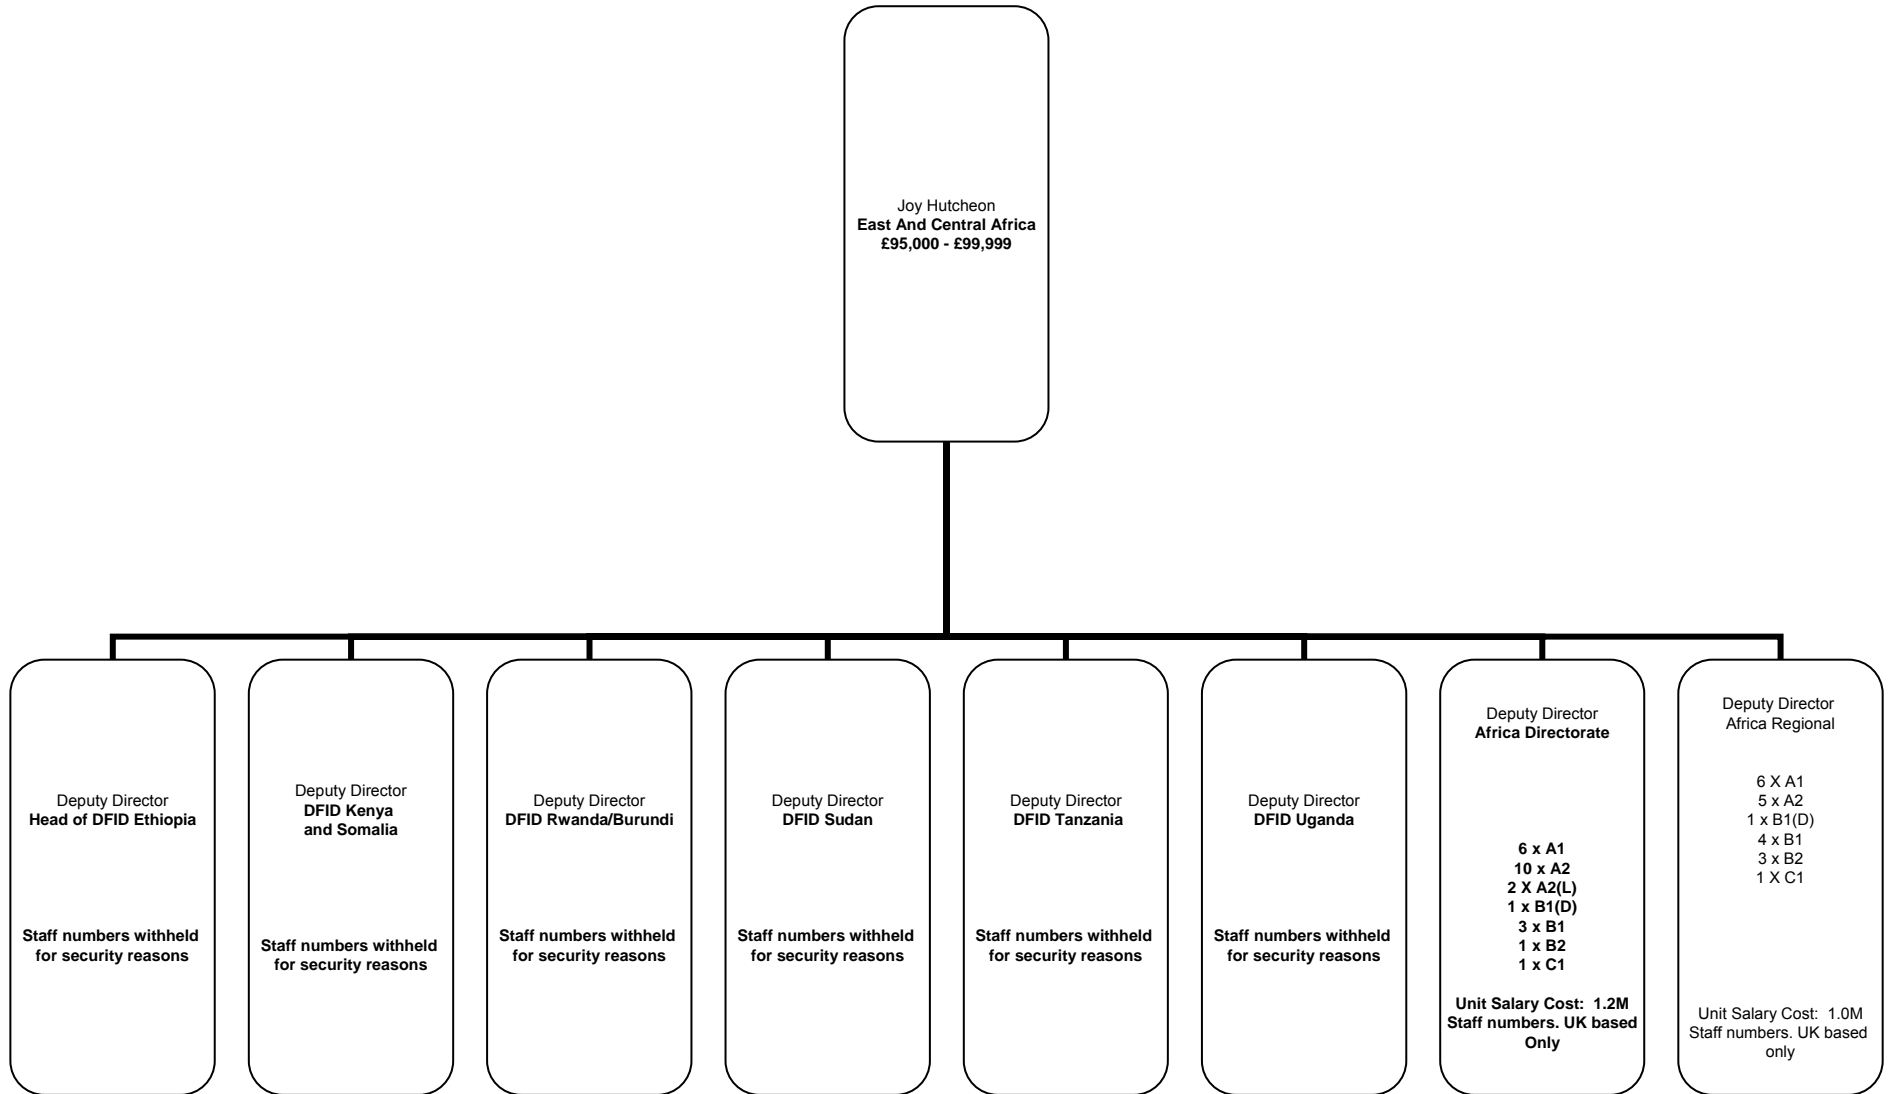 Joy Hutcheon
East And Central Africa
£95,000 - £99,999
Deputy Director
Head of DFID Ethiopia
Staff numbers withheld
for security reasons
Deputy Director
DFID Kenya
and Somalia
Staff numbers withheld
for security reasons
Deputy Director
DFID Rwanda/Burundi
Staff numbers withheld
for security reasons
Deputy Director
DFID Sudan
Staff numbers withheld
for security reasons
Deputy Director
DFID Tanzania
Staff numbers withheld
for security reasons
Deputy Director
DFID Uganda
Staff numbers withheld
for security reasons
Deputy Director
Africa Directorate
6 x A1
10 x A2
2 X A2(L)
1 x B1(D)
3 x B1
1 x B2
1 x C1
Unit Salary Cost:  1.2M
Staff numbers. UK based
Only
Deputy Director
Africa Regional
6 X A1
5 x A2
1 x B1(D)
4 x B1
3 x B2
1 X C1
Unit Salary Cost:  1.0M
Staff numbers. UK based
only